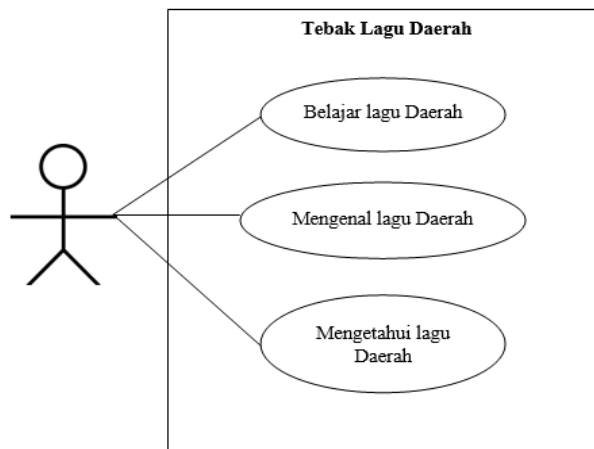 Tebak Lagu Daerah
Belajar lagu Daerah
Mengenal lagu Daerah
Mengetahui lagu
Daerah